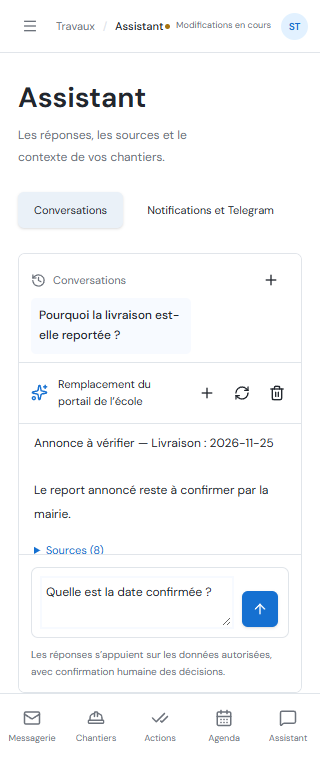 Travaux / Assistant Modifications en cours ST
Assistant
Les réponses, les sources et le
contexte de vos chantiers.
Conversations Notifications et Telegram
Conversations
Pourquoi la livraison est-
elle reportée ?
Remplacement du
portail de l'école
Annonce à vérifier — Livraison : 2026-11-25
Le report annoncé reste à confirmer par la
mairie.
Sources (8)
Quelle est la date confirmée ?
Les réponses s'appuient sur les données autorisées,
avec confirmation humaine des décisions.
Messagerie Chantiers Actions Agenda Assistant